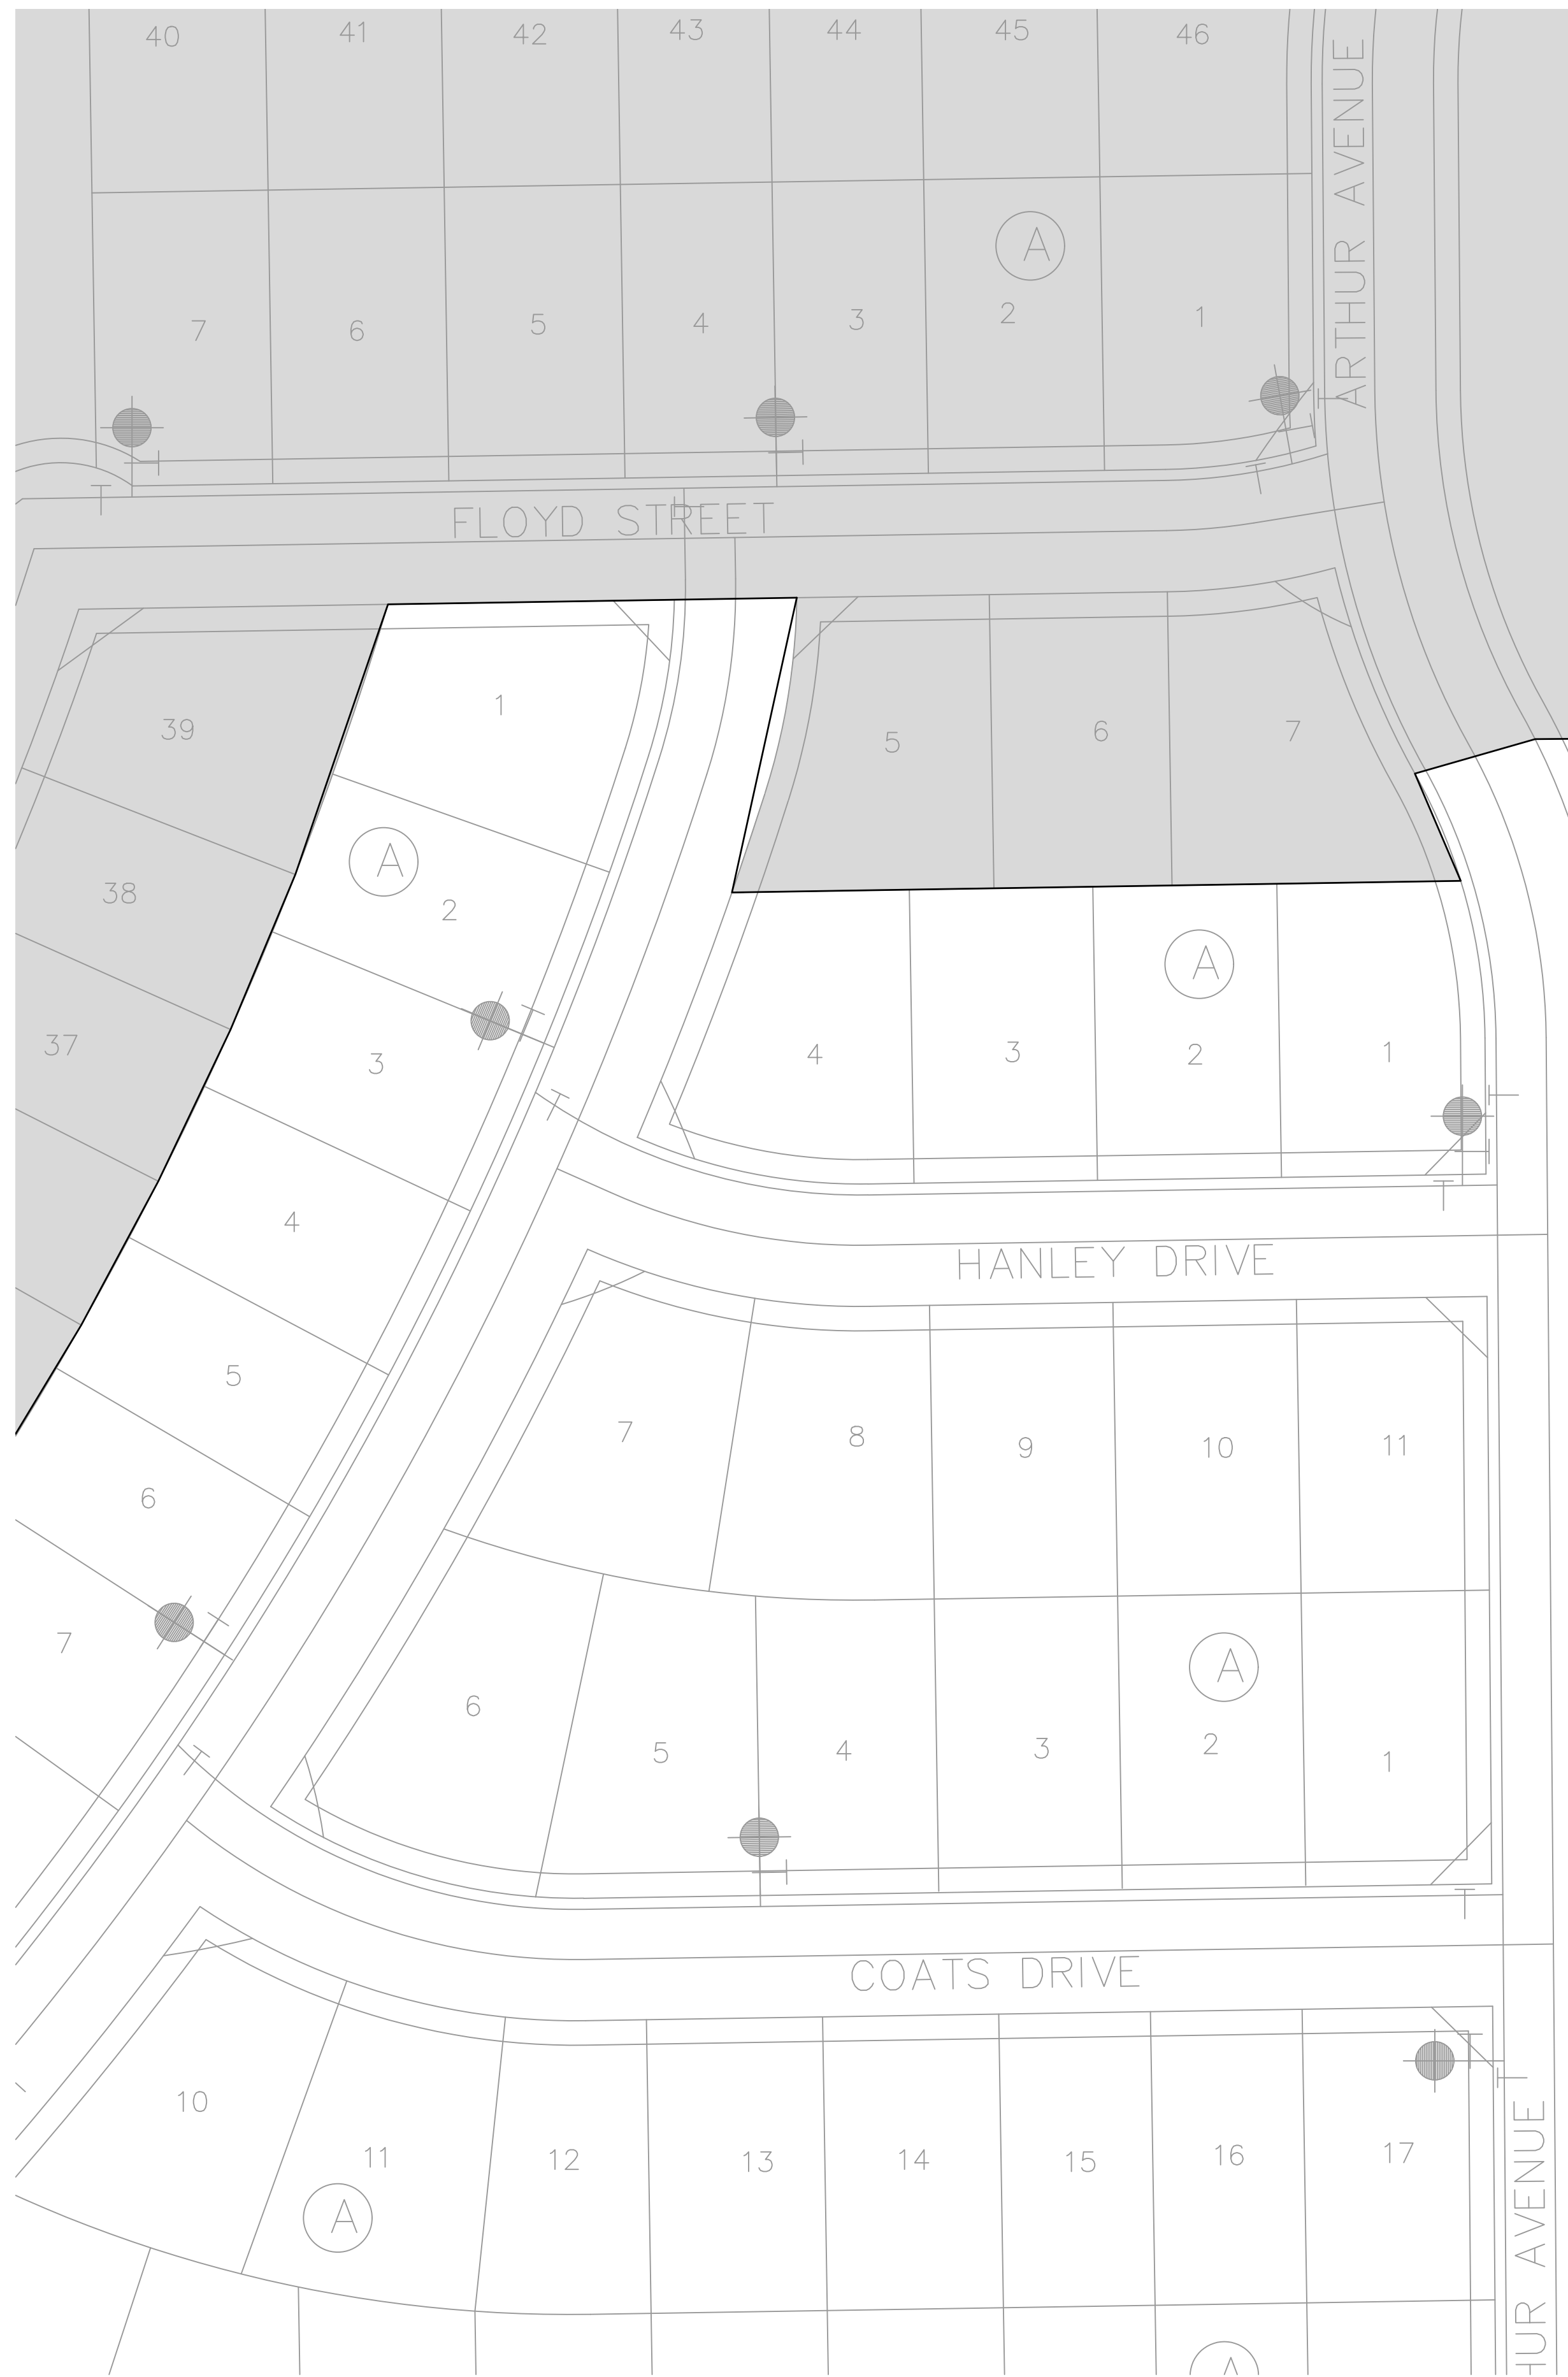 40 41 42 43 44 45 46
ARTHUR AVENUE
A
7 6 5 4 3 2 1
FLOYD STREET
39 1 5 6 7
A
38 2
A
37 3 4 3 2 1
4
HANLEY DRIVE
5
6 7 8 9 10 11
7
A
6 5 4 3 2 1
COATS DRIVE
10 11 12 13 14 15 16 17
A
HUR AVENUE
A